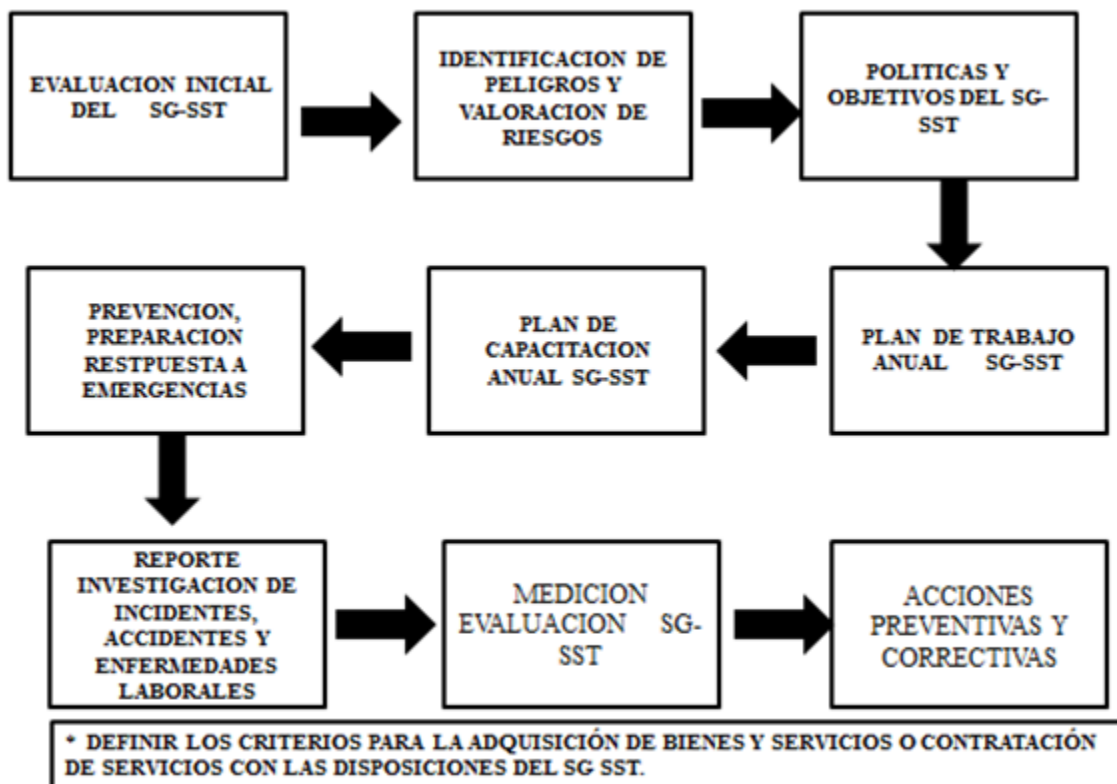 EVALUACION INICIAL
DEL SG-SST
IDENTIFICACION DE
PELIGROS Y
VALORACION DE
RIESGOS
POLITICAS Y
OBJETIVOS DEL SG-
SST
PLAN DE TRABAJO
ANUAL SG-SST
PLAN DE
CAPACITACION
ANUAL SG-SST
PREVENCION,
PREPARACION
RESTPUESTA A
EMERGENCIAS
REPORTE
INVESTIGACION DE
INCIDENTES,
ACCIDENTES Y
ENFERMEDADES
LABORALES
MEDICION
EVALUACION SG-
SST
ACCIONES
PREVENTIVAS Y
CORRECTIVAS
* DEFINIR LOS CRITERIOS PARA LA ADQUISICIÓN DE BIENES Y SERVICIOS O CONTRATACIÓN
DE SERVICIOS CON LAS DISPOSICIONES DEL SG SST.